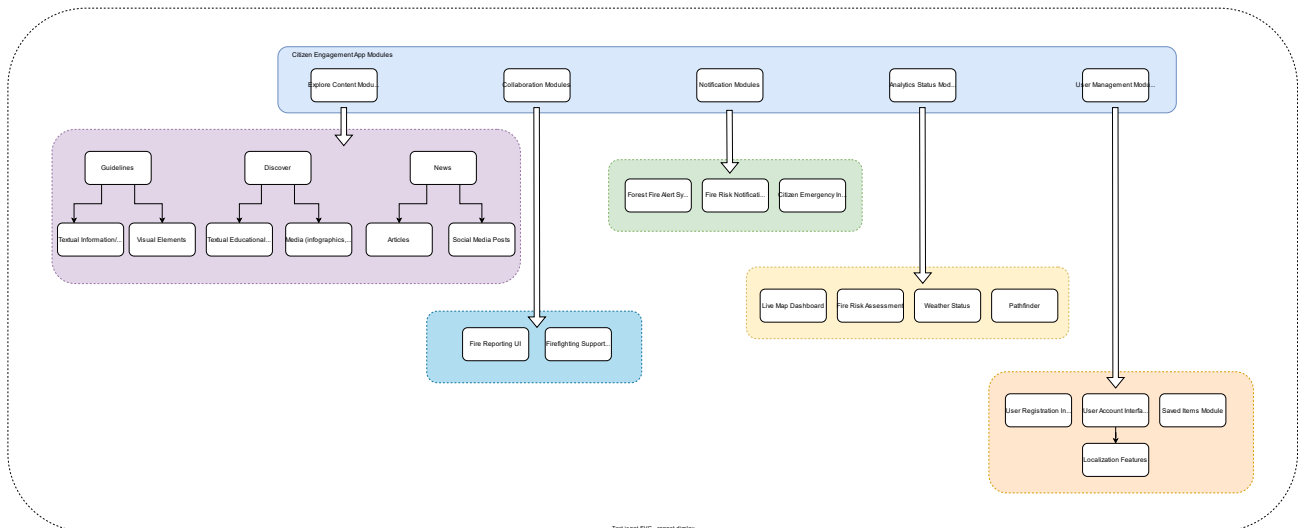 Citizen Engagement App Modules
Explore Content Modu...
Collaboration Modules
Notification Modules
Analytics Status Mod...
User Management Modu...
Guidelines
Discover
News
Textual Information/...
Visual Elements
Textual Educational...
Media (infographics,...
Articles
Social Media Posts
Forest Fire Alert Sy...
Fire Risk Notificati...
Citizen Emergency In...
Live Map Dashboard
Fire Risk Assessment
Weather Status
Pathfinder
Fire Reporting UI
Firefighting Support...
User Registration In...
User Account Interfa...
Saved Items Module
Localization Features